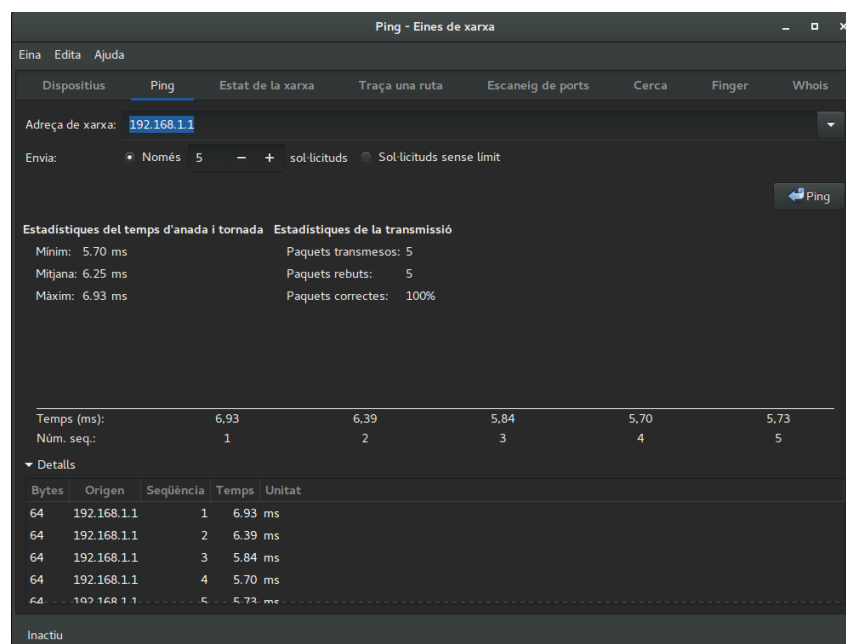 Ping - Eines de xarxa
Eina Edita Ajuda
Dispositius Ping Estat de la xarxa Traça una ruta Escaneig de ports Cerca Finger Whois
Adreça de xarxa: 192.168.1.1
Envia: Només 5 − + sol·licituds Sol·licituds sense límit
Ping
Estadístiques del temps d'anada i tornada Estadístiques de la transmissió
Mínim: 5.70 ms Paquets transmesos: 5
Mitjana: 6.25 ms Paquets rebuts: 5
Màxim: 6.93 ms Paquets correctes: 100%
Temps (ms): 6,93 6,39 5,84 5,70 5,73
Núm. seq.: 1 2 3 4 5
Detalls
Bytes Origen Seqüència Temps Unitat
64 192.168.1.1 1 6.93 ms
64 192.168.1.1 2 6.39 ms
64 192.168.1.1 3 5.84 ms
64 192.168.1.1 4 5.70 ms
64 192.168.1.1 5 5.73 ms
Inactiu